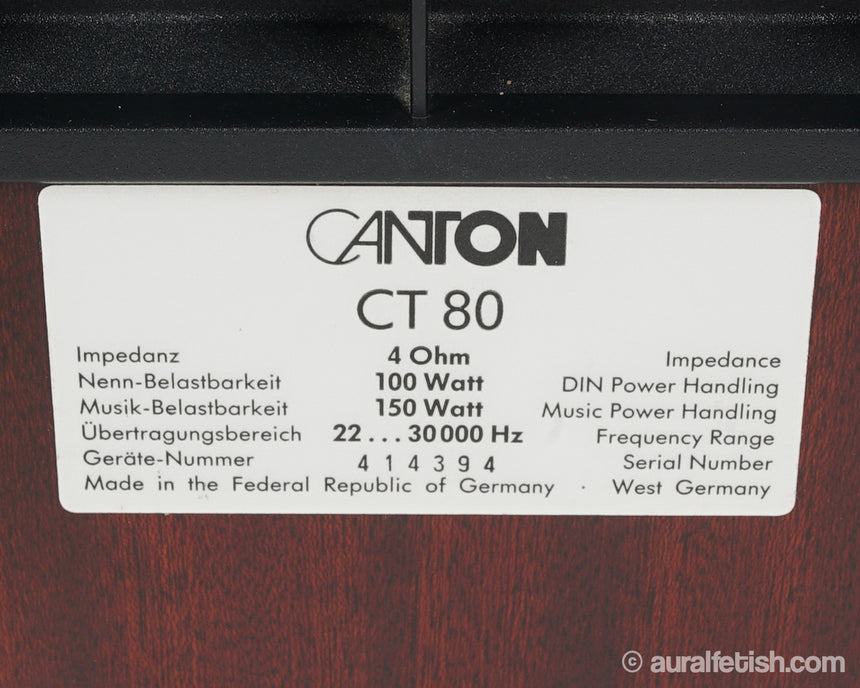 CANTON
CT 80
Impedanz 4 Ohm Impedance
Nenn-Belastbarkeit 100 Watt DIN Power Handling
Musik-Belastbarkeit 150 Watt Music Power Handling
Übertragungsbereich 22...30 000 Hz Frequency Range
Geräte-Nummer 4 1 4 3 9 4 Serial Number
Made in the Federal Republic of Germany · West Germany
© auralfetish.com